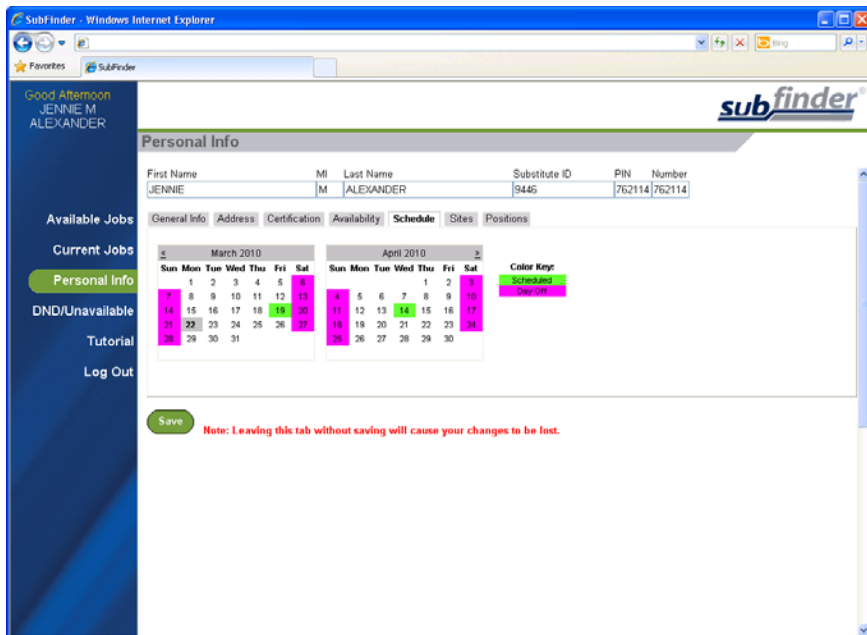 SubFinder - Windows Internet Explorer
Bing
Favorites SubFinder
Good Afternoon
JENNIE M
ALEXANDER
subfinder®
Personal Info
First Name MI Last Name Substitute ID PIN Number
JENNIE M ALEXANDER 9446 762114 762114
Available Jobs
Current Jobs
Personal Info
DND/Unavailable
Tutorial
Log Out
General Info Address Certification Availability Schedule Sites Positions
< March 2010
Sun Mon Tue Wed Thu Fri Sat
1 2 3 4 5 6
7 8 9 10 11 12 13
14 15 16 17 18 19 20
21 22 23 24 25 26 27
28 29 30 31
April 2010 >
Sun Mon Tue Wed Thu Fri Sat
1 2 3
4 5 6 7 8 9 10
11 12 13 14 15 16 17
18 19 20 21 22 23 24
25 26 27 28 29 30
Color Key:
Scheduled
Day Off
Save
Note: Leaving this tab without saving will cause your changes to be lost.